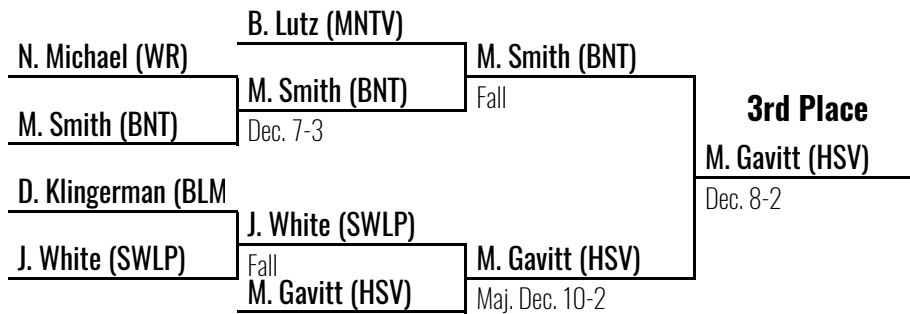 B. Lutz (MNTV)
N. Michael (WR)
M. Smith (BNT)
M. Smith (BNT)
Fall
3rd Place
M. Smith (BNT)
Dec. 7-3
M. Gavitt (HSV)
D. Klingerman (BLM
Dec. 8-2
J. White (SWLP)
J. White (SWLP)
Fall
M. Gavitt (HSV)
M. Gavitt (HSV)
Maj. Dec. 10-2